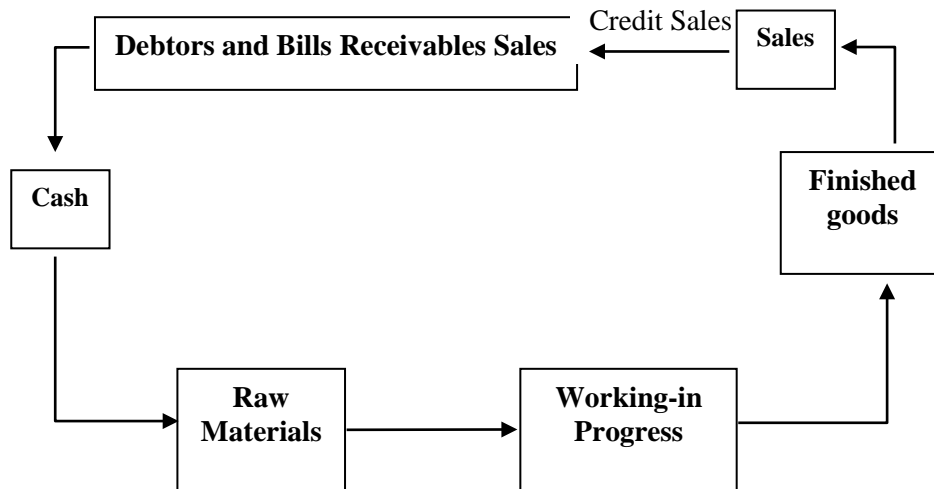 Credit Sales
Debtors and Bills Receivables Sales
Sales
Cash
Finished
goods
Raw
Materials
Working-in
Progress